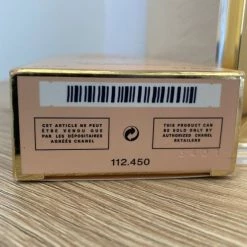 CET ARTICLE NE PEUT
ÊTRE VENDU QUE
PAR LES DÉPOSITAIRES
AGRÉÉS CHANEL
THIS PRODUCT CAN
BE SOLD ONLY BY
AUTHORIZED CHANEL
RETAILERS
112.450